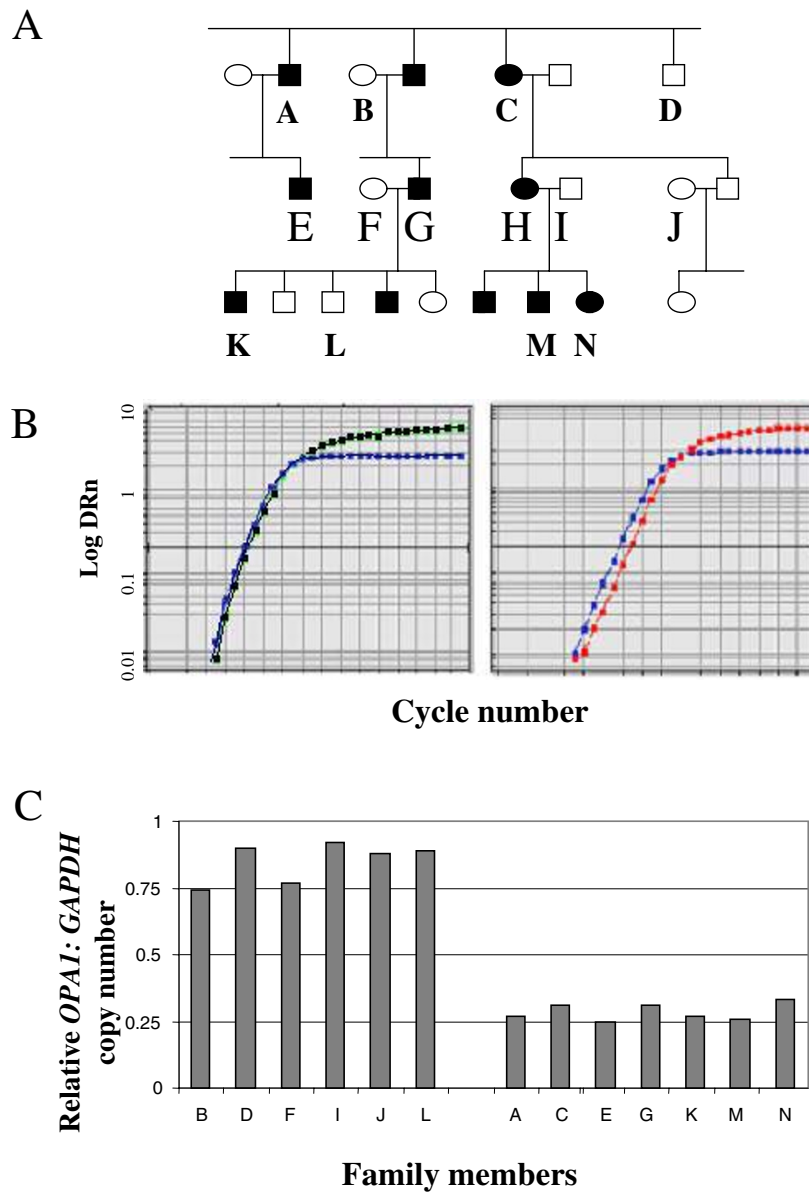 A
A B C D
E F G H I J
K L M N
B
Log DRn
10
1
0.1
0.01
Cycle number
C
Relative OPA1: GAPDH
copy number
1
0.75
0.5
0.25
0
B D F I J L A C E G K M N
Family members